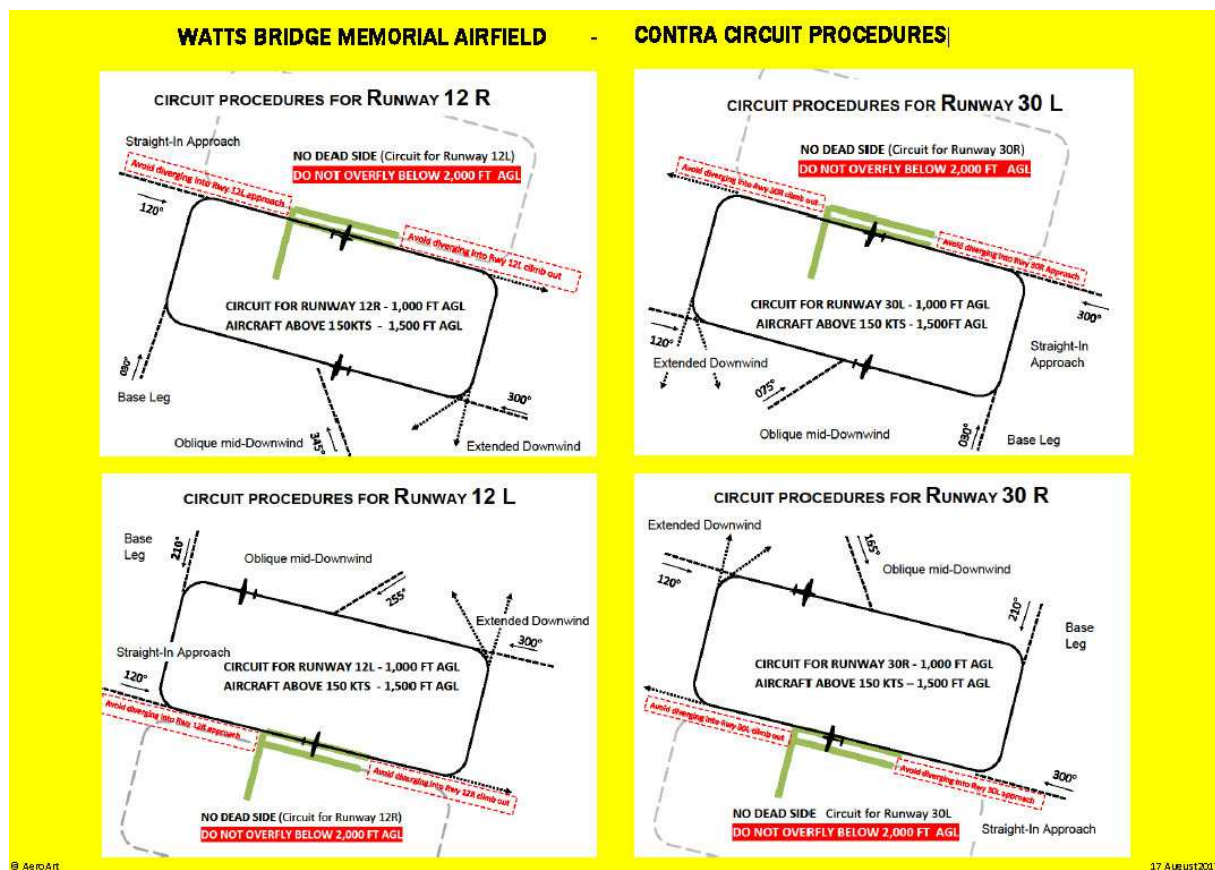 WATTS BRIDGE MEMORIAL AIRFIELD - CONTRA CIRCUIT PROCEDURES
CIRCUIT PROCEDURES FOR RUNWAY 12 R
Straight-In Approach
NO DEAD SIDE (Circuit for Runway 12L)
DO NOT OVERFLY BELOW 2,000 FT AGL
Avoid diverging into Rwy 12L approach
120°
Avoid diverging into Rwy 12L climb out
CIRCUIT FOR RUNWAY 12R - 1,000 FT AGL
AIRCRAFT ABOVE 150KTS - 1,500 FT AGL
030°
Base Leg
300°
345°
Oblique mid-Downwind
Extended Downwind
CIRCUIT PROCEDURES FOR RUNWAY 30 L
NO DEAD SIDE (Circuit for Runway 30R)
DO NOT OVERFLY BELOW 2,000 FT AGL
Avoid diverging into Rwy 30R climb out
Avoid diverging into Rwy 30R Approach
CIRCUIT FOR RUNWAY 30L - 1,000 FT AGL
AIRCRAFT ABOVE 150 KTS - 1,500FT AGL
300°
120°
Straight-In
Approach
Extended Downwind
075°
Oblique mid-Downwind
030°
Base Leg
CIRCUIT PROCEDURES FOR RUNWAY 12 L
Base
Leg
210°
Oblique mid-Downwind
255°
Extended Downwind
300°
Straight-In Approach
CIRCUIT FOR RUNWAY 12L - 1,000 FT AGL
AIRCRAFT ABOVE 150 KTS - 1,500 FT AGL
120°
Avoid diverging into Rwy 12R approach
Avoid diverging into Rwy 12R climb out
NO DEAD SIDE (Circuit for Runway 12R)
DO NOT OVERFLY BELOW 2,000 FT AGL
CIRCUIT PROCEDURES FOR RUNWAY 30 R
Extended Downwind
165°
Oblique mid-Downwind
120°
210°
Base
Leg
CIRCUIT FOR RUNWAY 30R - 1,000 FT AGL
AIRCRAFT ABOVE 150 KTS – 1,500 FT AGL
Avoid diverging into Rwy 30L climb out
Avoid diverging into Rwy 30L approach
300°
NO DEAD SIDE Circuit for Runway 30L
DO NOT OVERFLY BELOW 2,000 FT AGL
Straight-In Approach
© AeroArt
17 August